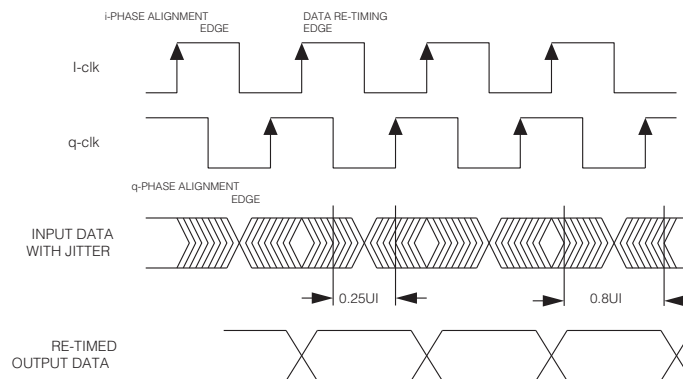 i-PHASE ALIGNMENT
EDGE
DATA RE-TIMING
EDGE
I-clk
q-clk
q-PHASE ALIGNMENT
EDGE
INPUT DATA
WITH JITTER
0.25UI
0.8UI
RE-TIMED
OUTPUT DATA